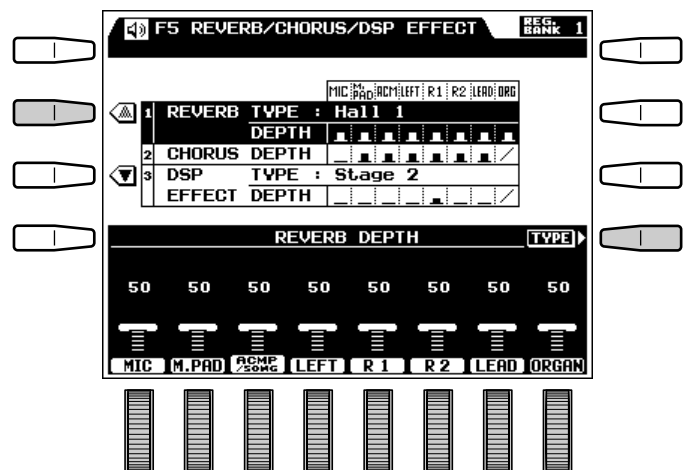 F5 REVERB/CHORUS/DSP EFFECT REG. BANK 1
MIC M.PAD ACM LEFT R1 R2 LEAD ORG
1 REVERB TYPE : Hall 1
DEPTH
2 CHORUS DEPTH
3 DSP TYPE : Stage 2
EFFECT DEPTH
REVERB DEPTH TYPE
50 50 50 50 50 50 50 50
MIC M.PAD ACMP/SONG LEFT R 1 R 2 LEAD ORGAN